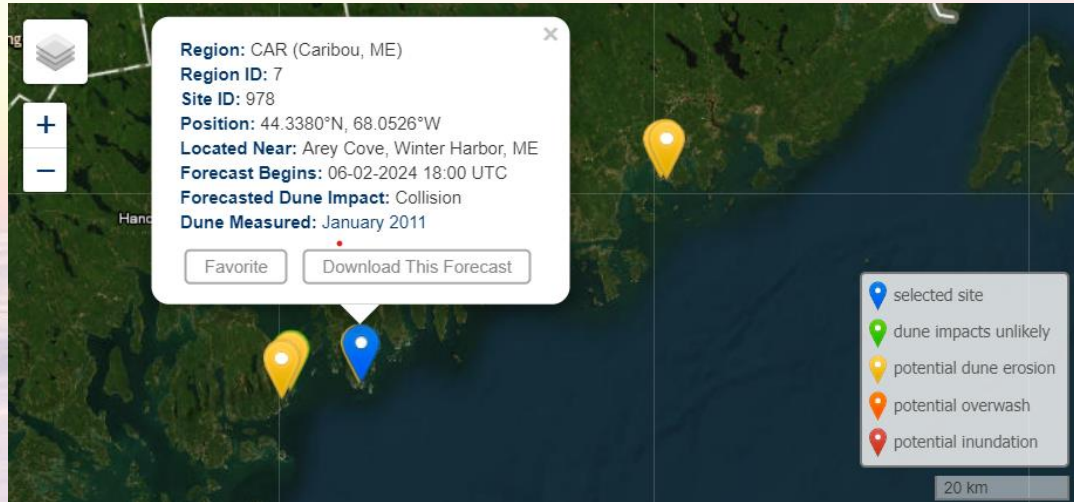 ng
×
Region: CAR (Caribou, ME)
Region ID: 7
Site ID: 978
Position: 44.3380°N, 68.0526°W
Located Near: Arey Cove, Winter Harbor, ME
Forecast Begins: 06-02-2024 18:00 UTC
Forecasted Dune Impact: Collision
Dune Measured: January 2011
Favorite
Download This Forecast
+
−
Hanc
selected site
dune impacts unlikely
potential dune erosion
potential overwash
potential inundation
20 km